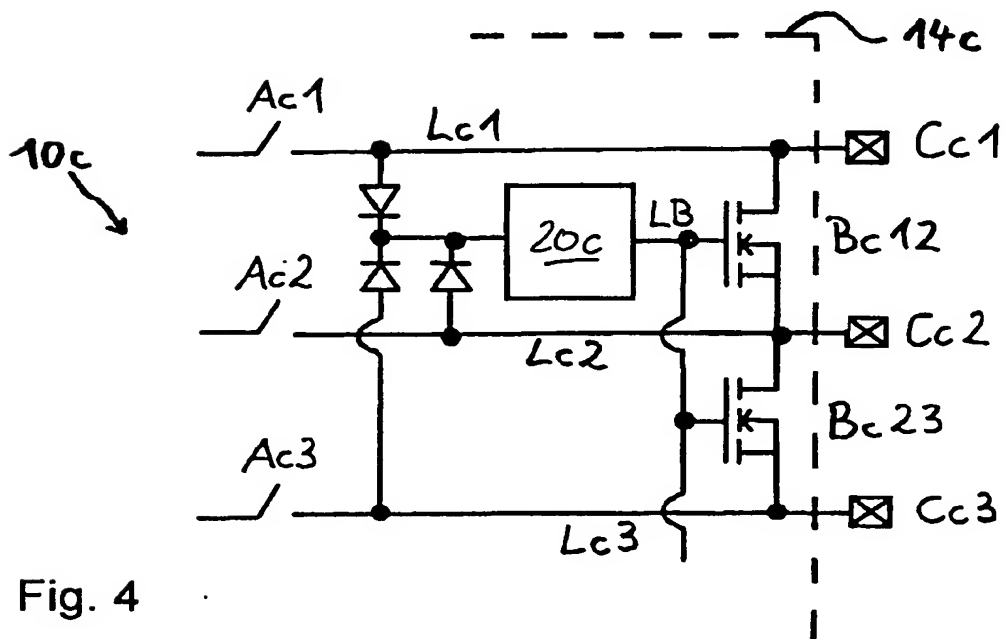 14c
Ac1
Lc1
Cc1
10c
20c
LB
Bc12
Ac2
Lc2
Cc2
Bc23
Ac3
Lc3
Cc3
Fig. 4